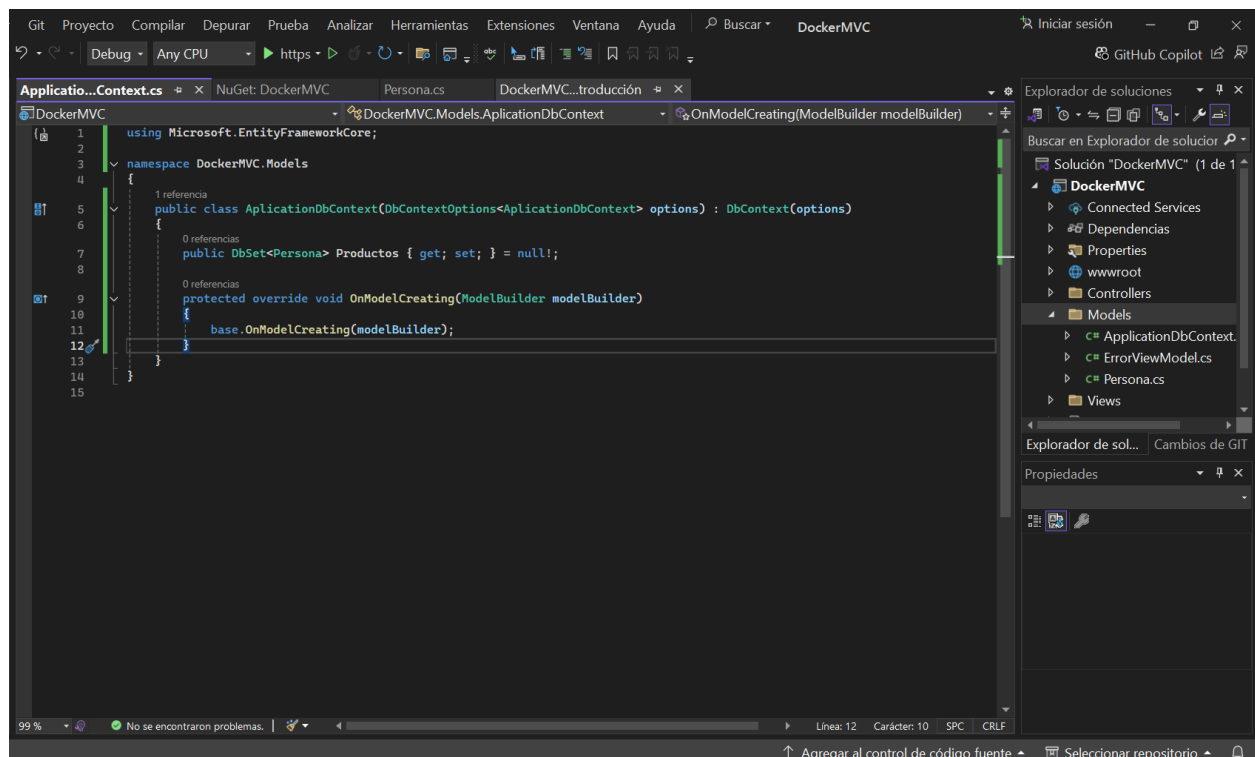 Git Proyecto Compilar Depurar Prueba Analizar Herramientas Extensiones Ventana Ayuda Buscar DockerMVC Iniciar sesión
Debug Any CPU https GitHub Copilot
Applicatio...Context.cs NuGet: DockerMVC Persona.cs DockerMVC...troducción
DockerMVC DockerMVC.Models.AplicationDbContext OnModelCreating(ModelBuilder modelBuilder)
1 using Microsoft.EntityFrameworkCore;
2
3 namespace DockerMVC.Models
4 {
1 referencia
5 public class AplicationDbContext(DbContextOptions<AplicationDbContext> options) : DbContext(options)
6 {
0 referencias
7 public DbSet<Persona> Productos { get; set; } = null!;
8
0 referencias
9 protected override void OnModelCreating(ModelBuilder modelBuilder)
10 {
11 base.OnModelCreating(modelBuilder);
12 }
13 }
14 }
15
99 % No se encontraron problemas. Línea: 12 Carácter: 10 SPC CRLF
Explorador de soluciones
Buscar en Explorador de solucior
Solución "DockerMVC" (1 de 1
DockerMVC
Connected Services
Dependencias
Properties
wwwroot
Controllers
Models
C# ApplicationDbContext.
C# ErrorViewModel.cs
C# Persona.cs
Views
Explorador de sol... Cambios de GIT
Propiedades
Agregar al control de código fuente Seleccionar repositorio